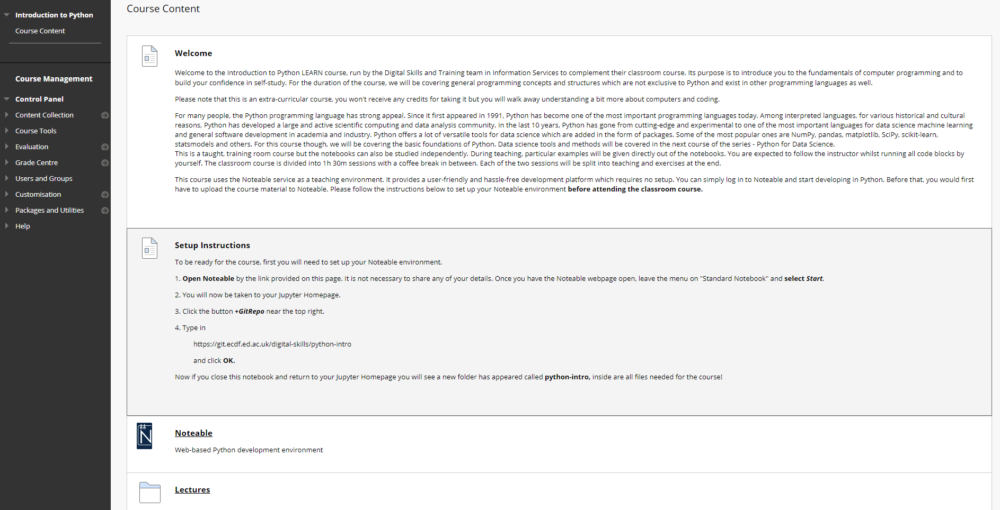 Introduction to Python
Course Content
Course Management
Control Panel
Content Collection
Course Tools
Evaluation
Grade Centre
Users and Groups
Customisation
Packages and Utilities
Help
Course Content
Welcome
Welcome to the Introduction to Python LEARN course, run by the Digital Skills and Training team in Information Services to complement their classroom course. Its purpose is to introduce you to the fundamentals of computer programming and to
build your confidence in self-study. For the duration of the course, we will be covering general programming concepts and structures which are not exclusive to Python and exist in other programming languages as well.
Please note that this is an extra-curricular course, you won't receive any credits for taking it but you will walk away understanding a bit more about computers and coding.
For many people, the Python programming language has strong appeal. Since it first appeared in 1991, Python has become one of the most important programming languages today. Among interpreted languages, for various historical and cultural
reasons, Python has developed a large and active scientific computing and data analysis community. In the last 10 years, Python has gone from cutting-edge and experimental to one of the most important languages for data science machine learning
and general software development in academia and industry. Python offers a lot of versatile tools for data science which are added in the form of packages. Some of the most popular ones are NumPy, pandas, matplotlib, SciPy, scikit-learn,
statsmodels and others. For this course though, we will be covering the basic foundations of Python. Data science tools and methods will be covered in the next course of the series - Python for Data Science.
This is a taught, training room course but the notebooks can also be studied independently. During teaching, particular examples will be given directly out of the notebooks. You are expected to follow the instructor whilst running all code blocks by
yourself. The classroom course is divided into 1h 30m sessions with a coffee break in between. Each of the two sessions will be split into teaching and exercises at the end.
This course uses the Noteable service as a teaching environment. It provides a user-friendly and hassle-free development platform which requires no setup. You can simply log in to Noteable and start developing in Python. Before that, you would first
have to upload the course material to Noteable. Please follow the instructions below to set up your Noteable environment before attending the classroom course.
Setup Instructions
To be ready for the course, first you will need to set up your Noteable environment.
1. Open Noteable by the link provided on this page. It is not necessary to share any of your details. Once you have the Noteable webpage open, leave the menu on "Standard Notebook" and select Start.
2. You will now be taken to your Jupyter Homepage.
3. Click the button +GitRepo near the top right.
4. Type in
https://git.ecdf.ed.ac.uk/digital-skills/python-intro
and click OK.
Now if you close this notebook and return to your Jupyter Homepage you will see a new folder has appeared called python-intro, inside are all files needed for the course!
N
Noteable
Web-based Python development environment
Lectures